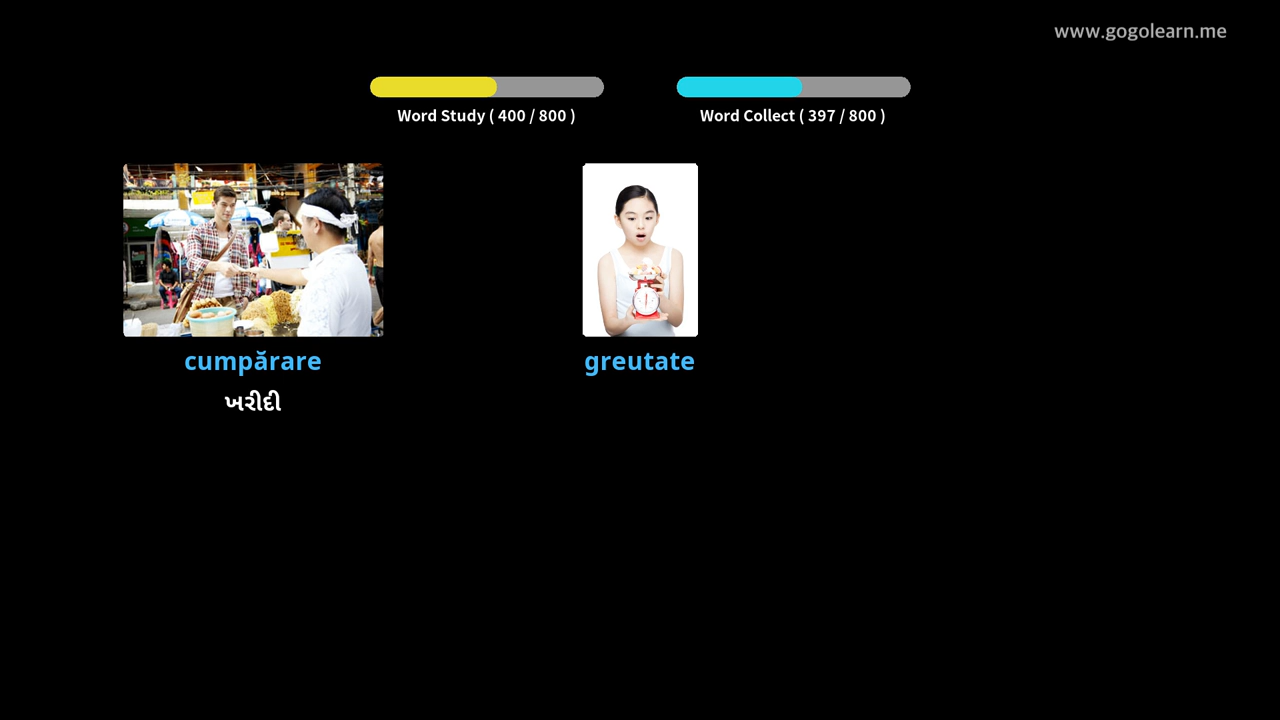 www.gogolearn.me
Word Study ( 400 / 800 )
Word Collect ( 397 / 800 )
cumpărare
greutate
ખરીદી